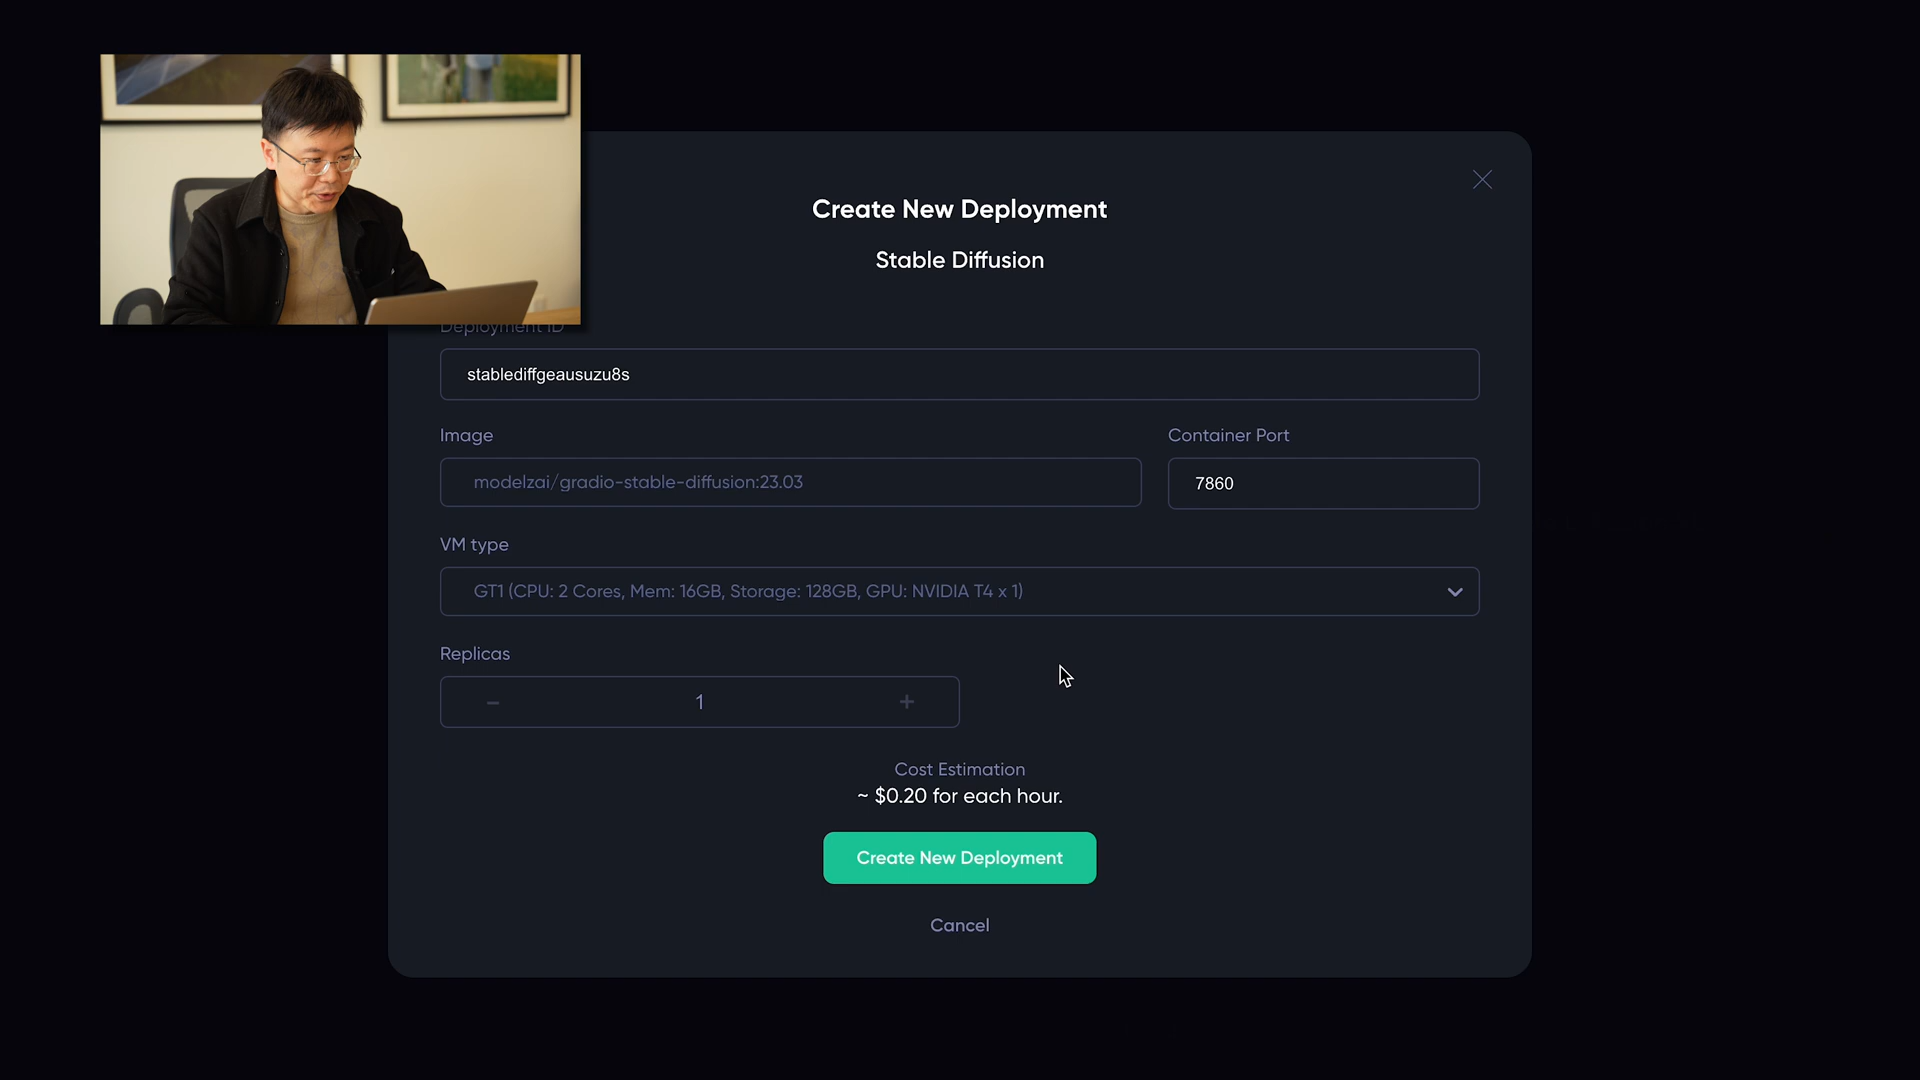 Create New Deployment
Stable Diffusion
Deployment ID
stablediffgeausuzu8s
Image
Container Port
modelzai/gradio-stable-diffusion:23.03
7860
VM type
GT1 (CPU: 2 Cores, Mem: 16GB, Storage: 128GB, GPU: NVIDIA T4 x 1)
Replicas
− 1 +
Cost Estimation
~ $0.20 for each hour.
Create New Deployment
Cancel